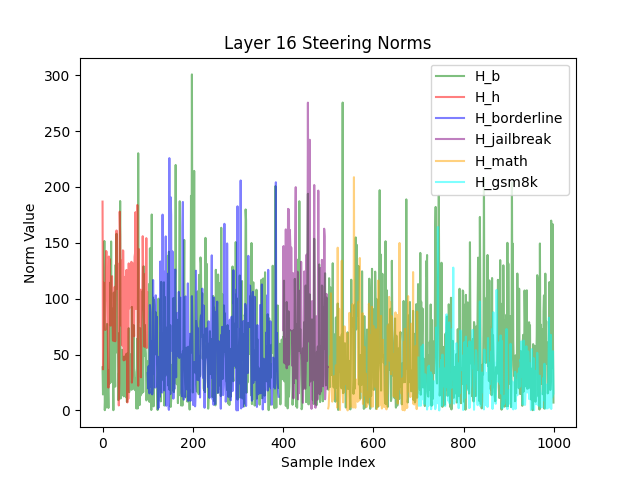 Layer 16 Steering Norms
300
250
200
150
100
50
0
Norm Value
H_b
H_h
H_borderline
H_jailbreak
H_math
H_gsm8k
0 200 400 600 800 1000
Sample Index